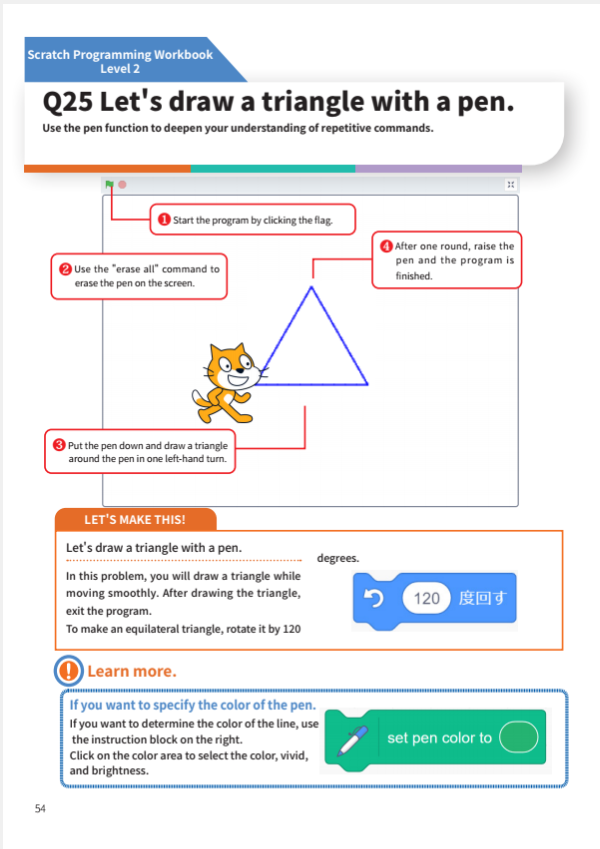 Scratch Programming Workbook
Level 2
Q25 Let's draw a triangle with a pen.
Use the pen function to deepen your understanding of repetitive commands.
1 Start the program by clicking the flag.
4 After one round, raise the
pen and the program is
finished.
2 Use the "erase all" command to
erase the pen on the screen.
3 Put the pen down and draw a triangle
around the pen in one left-hand turn.
LET'S MAKE THIS!
Let's draw a triangle with a pen.
In this problem, you will draw a triangle while
moving smoothly. After drawing the triangle,
exit the program.
To make an equilateral triangle, rotate it by 120
degrees.
120 度回す
! Learn more.
If you want to specify the color of the pen.
If you want to determine the color of the line, use
the instruction block on the right.
Click on the color area to select the color, vivid,
and brightness.
set pen color to
54